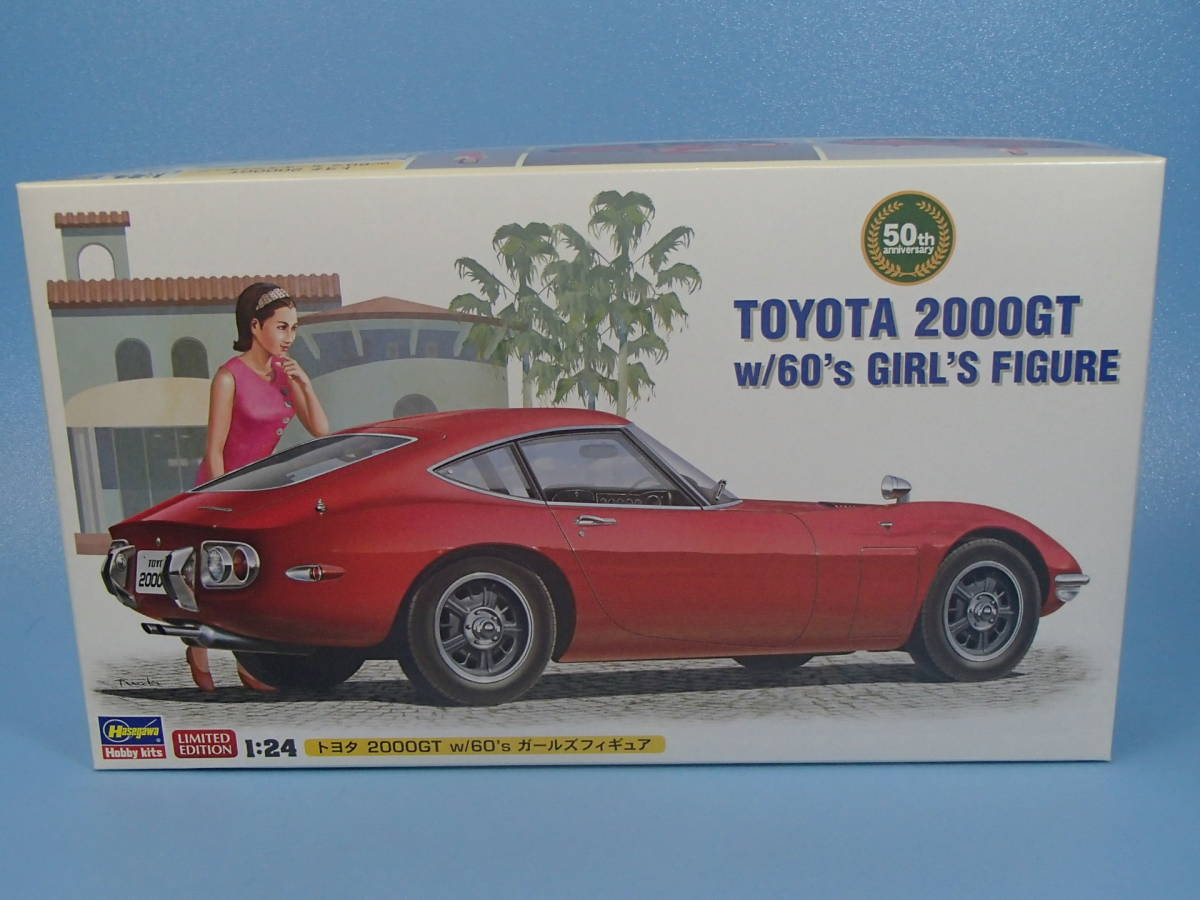 50th
anniversary
TOYOTA 2000GT
w/60's GIRL'S FIGURE
TOYO
2000
Hasegawa
Hobby kits
LIMITED
EDITION
1:24
トヨタ 2000GT w/60's ガールズフィギュア